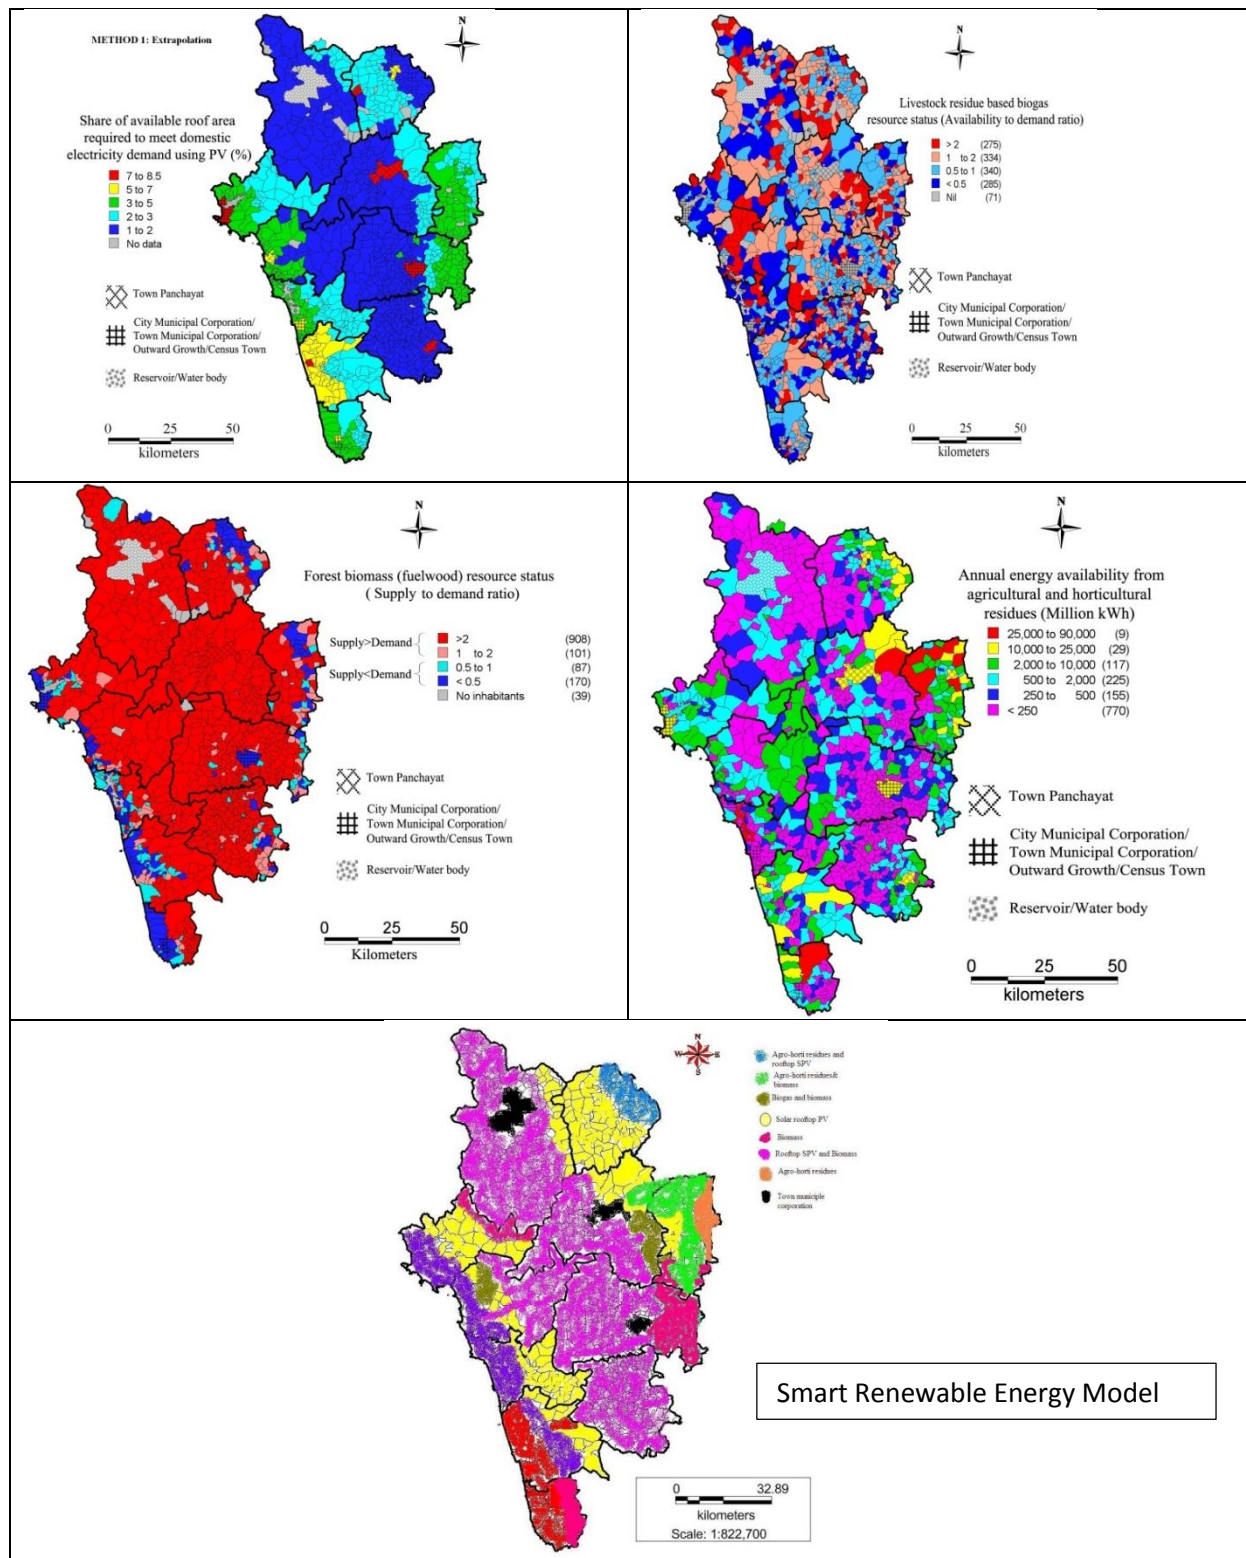 METHOD 1: Extrapolation
N
Share of available roof area
required to meet domestic
electricity demand using PV (%)
7 to 8.5
5 to 7
3 to 5
2 to 3
1 to 2
No data
Town Panchayat
City Municipal Corporation/
Town Municipal Corporation/
Outward Growth/Census Town
Reservoir/Water body
0 25 50
kilometers
N
Livestock residue based biogas
resource status (Availability to demand ratio)
> 2 (275)
1 to 2 (334)
0.5 to 1 (340)
< 0.5 (285)
Nil (71)
Town Panchayat
City Municipal Corporation/
Town Municipal Corporation/
Outward Growth/Census Town
Reservoir/Water body
0 25 50
kilometers
N
Forest biomass (fuelwood) resource status
( Supply to demand ratio)
Supply>Demand
>2 (908)
1 to 2 (101)
Supply<Demand
0.5 to 1 (87)
< 0.5 (170)
No inhabitants (39)
Town Panchayat
City Municipal Corporation/
Town Municipal Corporation/
Outward Growth/Census Town
Reservoir/Water body
0 25 50
Kilometers
N
Annual energy availability from
agricultural and horticultural
residues (Million kWh)
25,000 to 90,000 (9)
10,000 to 25,000 (29)
2,000 to 10,000 (117)
500 to 2,000 (225)
250 to 500 (155)
< 250 (770)
Town Panchayat
City Municipal Corporation/
Town Municipal Corporation/
Outward Growth/Census Town
Reservoir/Water body
0 25 50
kilometers
N
W E
S
Agro-horti residues and
rooftop SPV
Agro-horti residues&
biomass
Biogas and biomass
Solar rooftop PV
Biomass
Rooftop SPV and Biomass
Agro-horti residues
Town municiple
corporation
Smart Renewable Energy Model
0 32.89
kilometers
Scale: 1:822,700